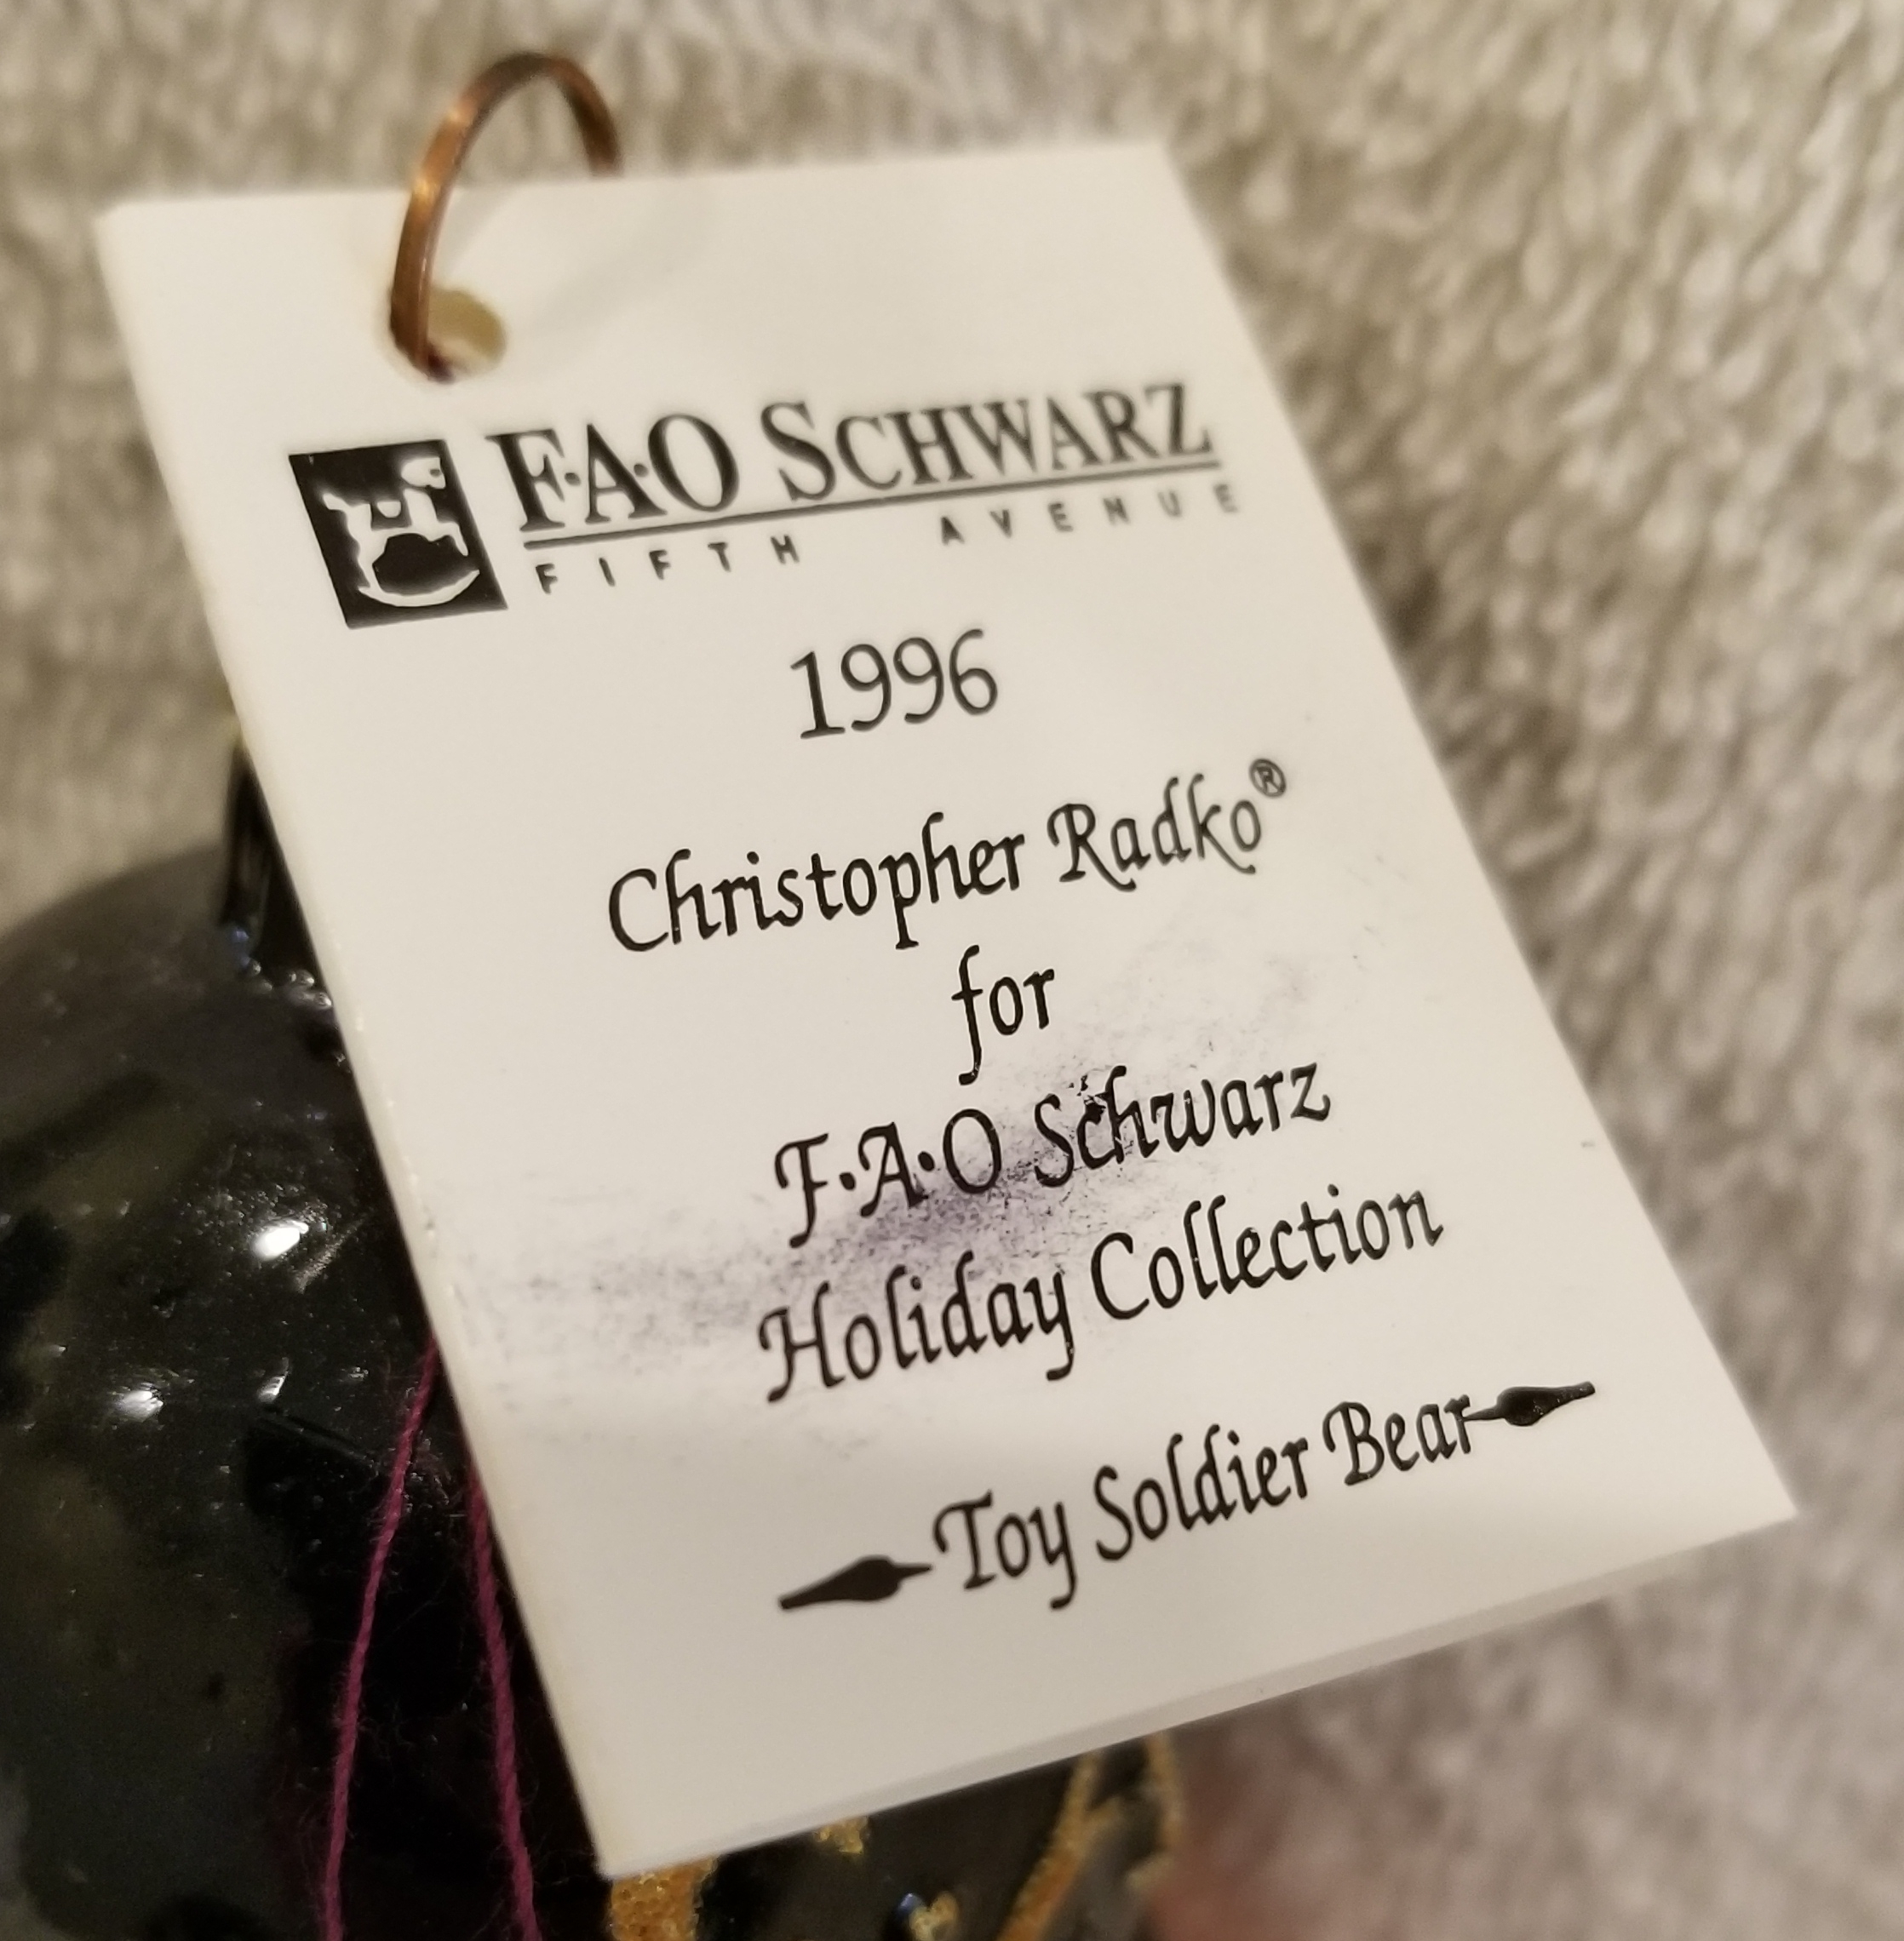 F·A·O SCHWARZ
FIFTH AVENUE
1996
Christopher Radko®
for
F·A·O Schwarz
Holiday Collection
Toy Soldier Bear